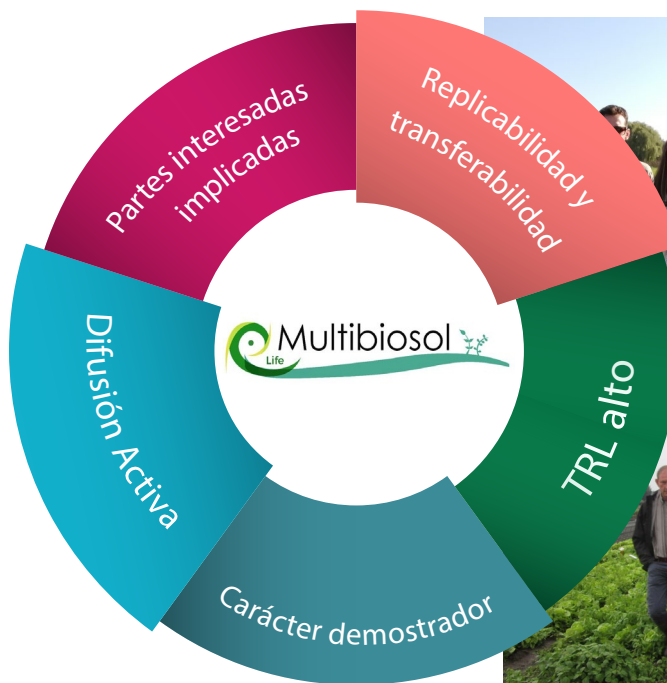 Partes interesadas
implicadas
Replicabilidad y
transferabilidad
Difusión Activa
Multibiosol
Life
TRL alto
Carácter demostrador